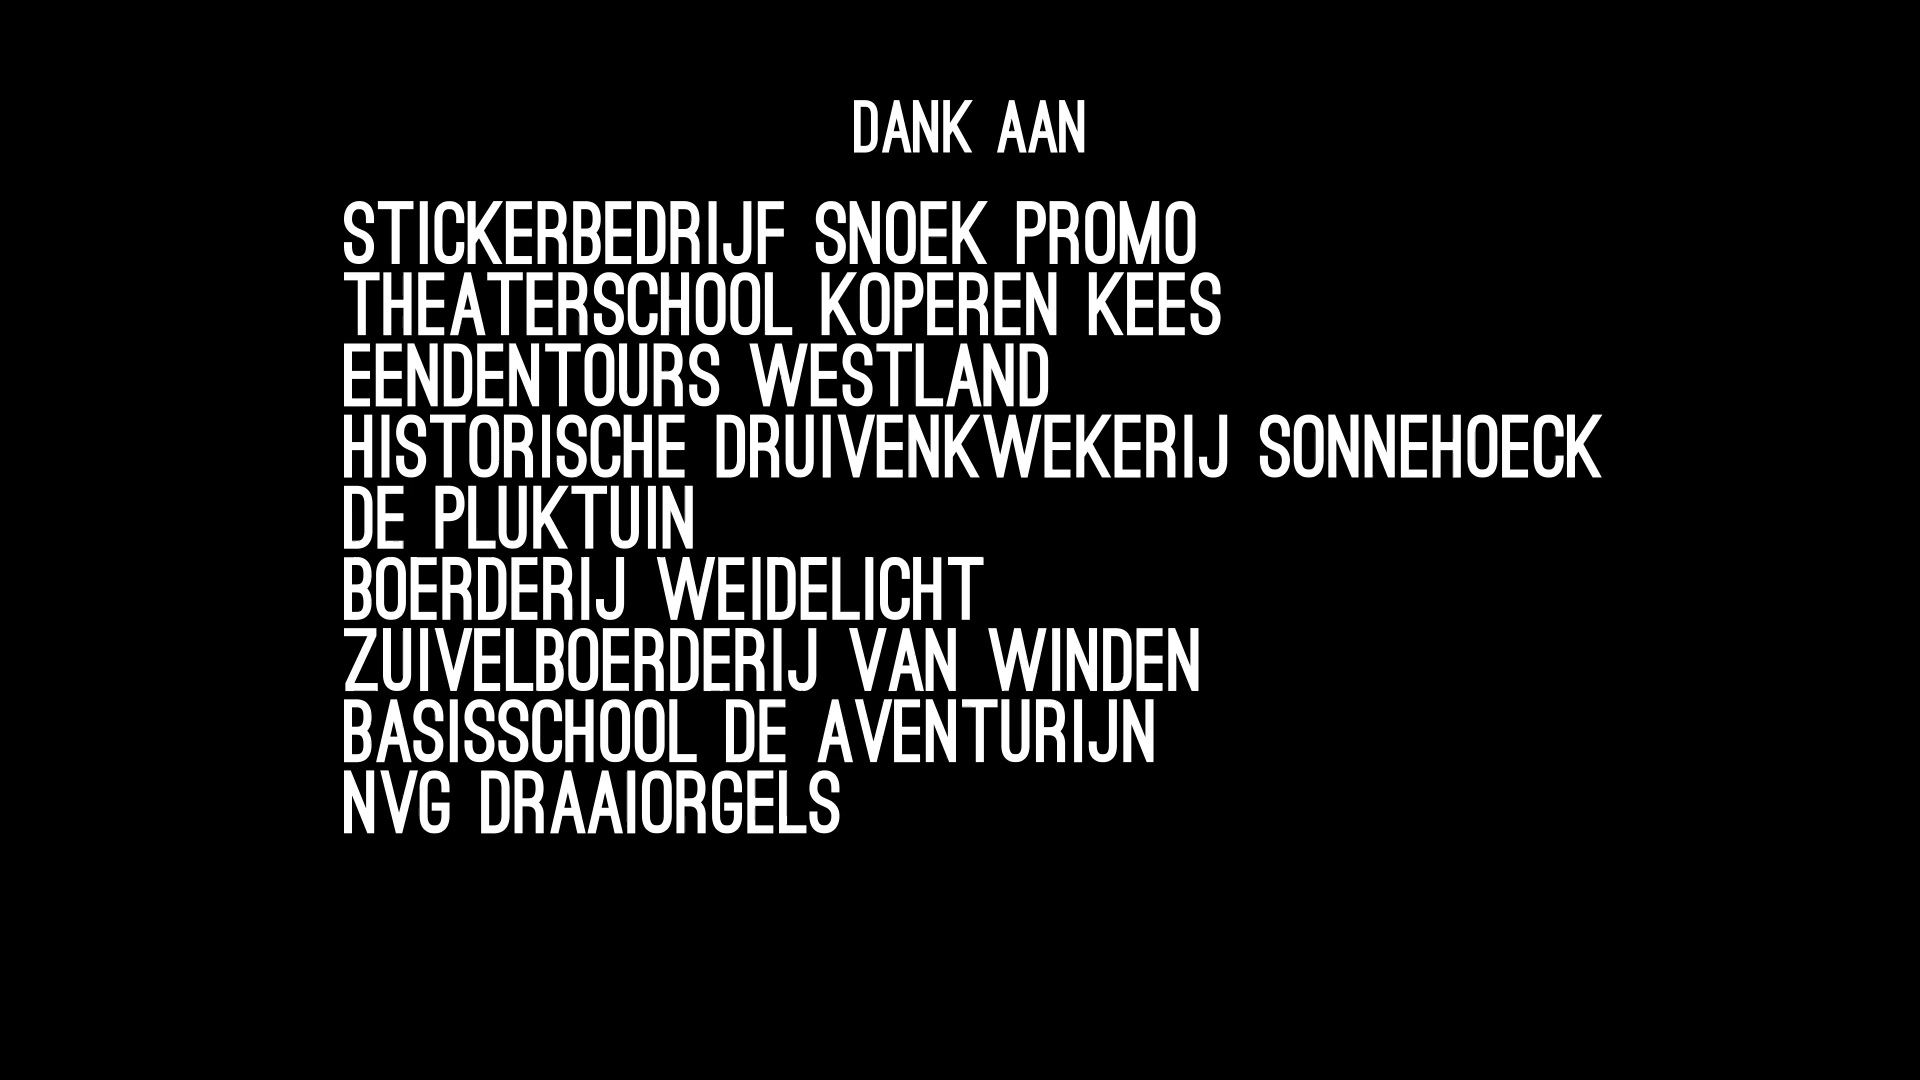 DANK AAN
STICKERBEDRIJF SNOEK PROMO
THEATERSCHOOL KOPEREN KEES
EENDENTOURS WESTLAND
HISTORISCHE DRUIVENKWEKERIJ SONNEHOECK
DE PLUKTUIN
BOERDERIJ WEIDELICHT
ZUIVELBOERDERIJ VAN WINDEN
BASISSCHOOL DE AVENTURIJN
NVG DRAAIORGELS